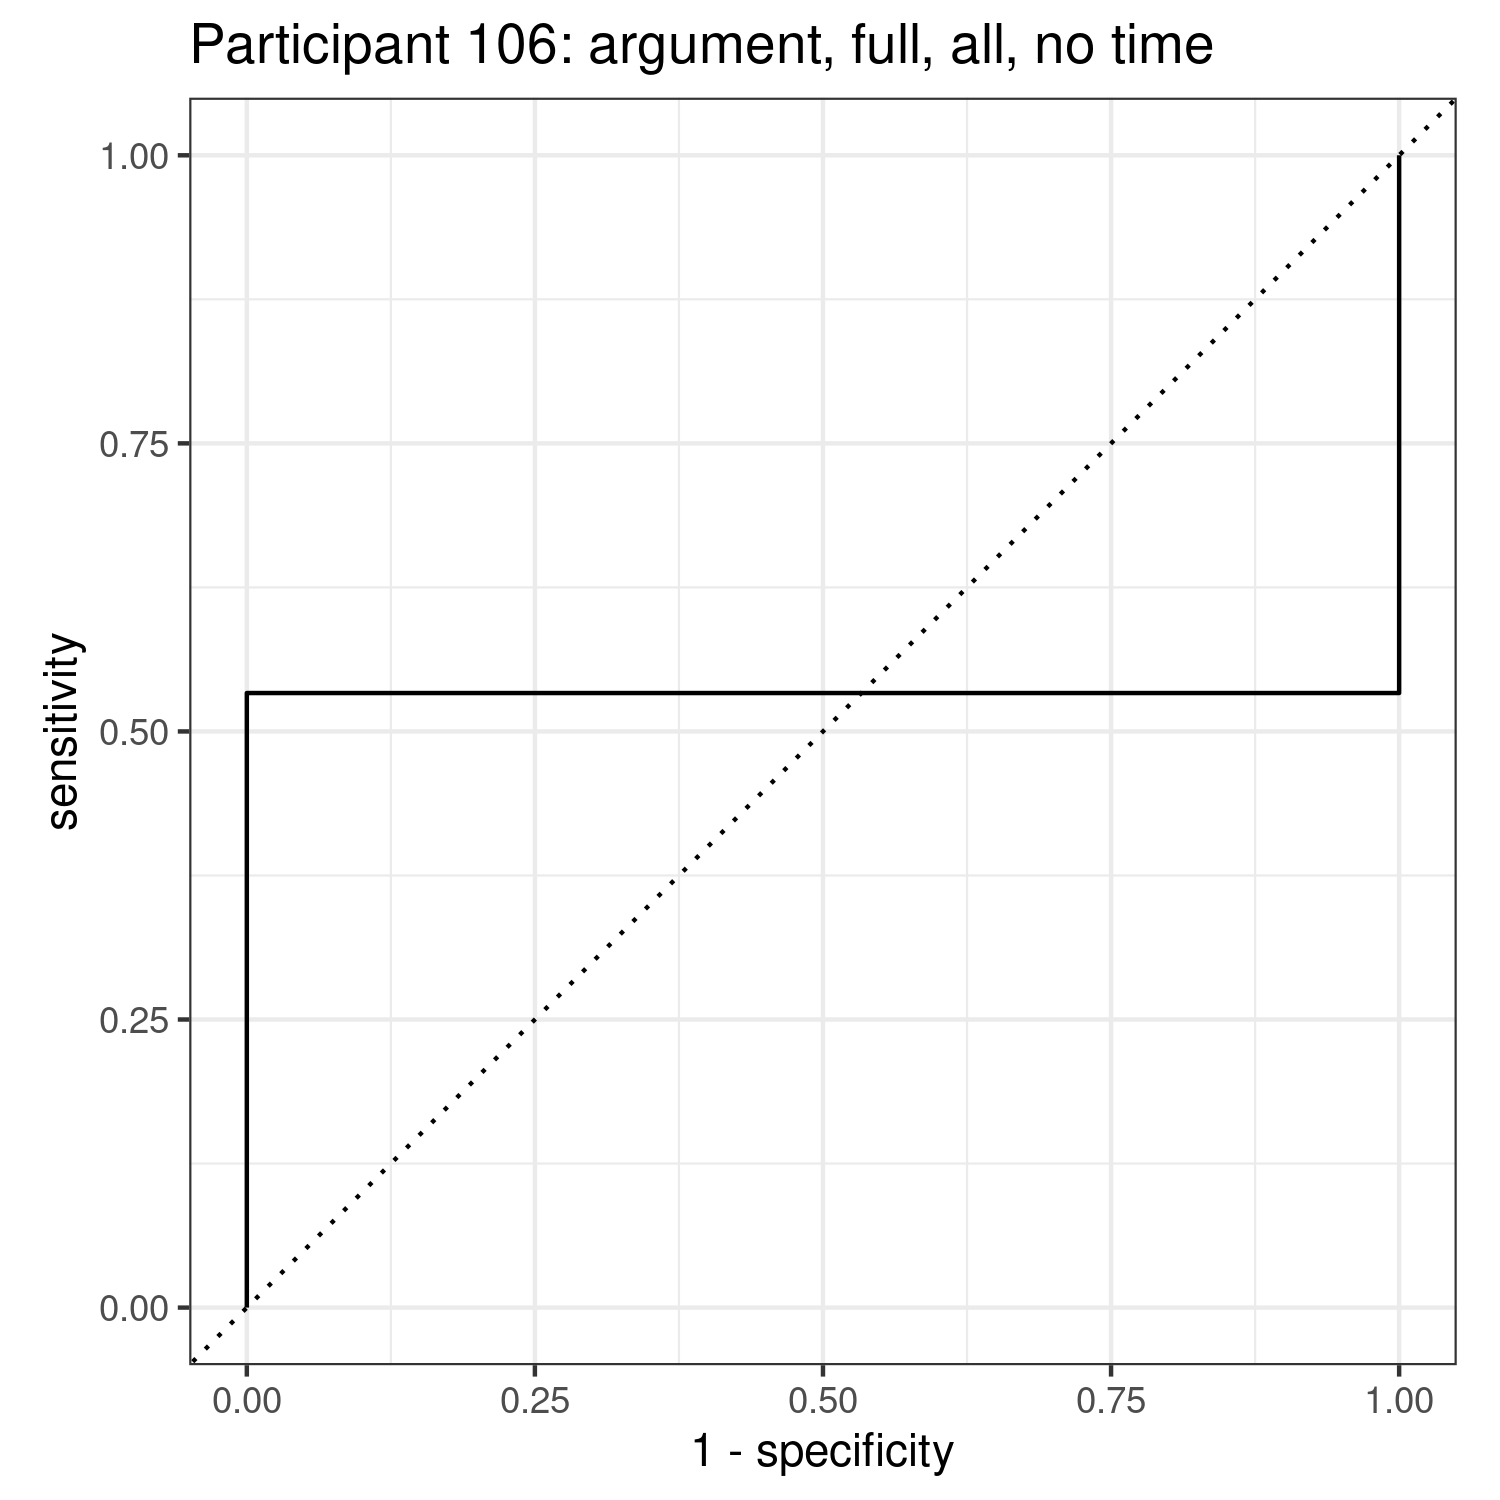 Participant 106: argument, full, all, no time
1.00
0.75
0.50
0.25
0.00
sensitivity
0.00 0.25 0.50 0.75 1.00
1 - specificity